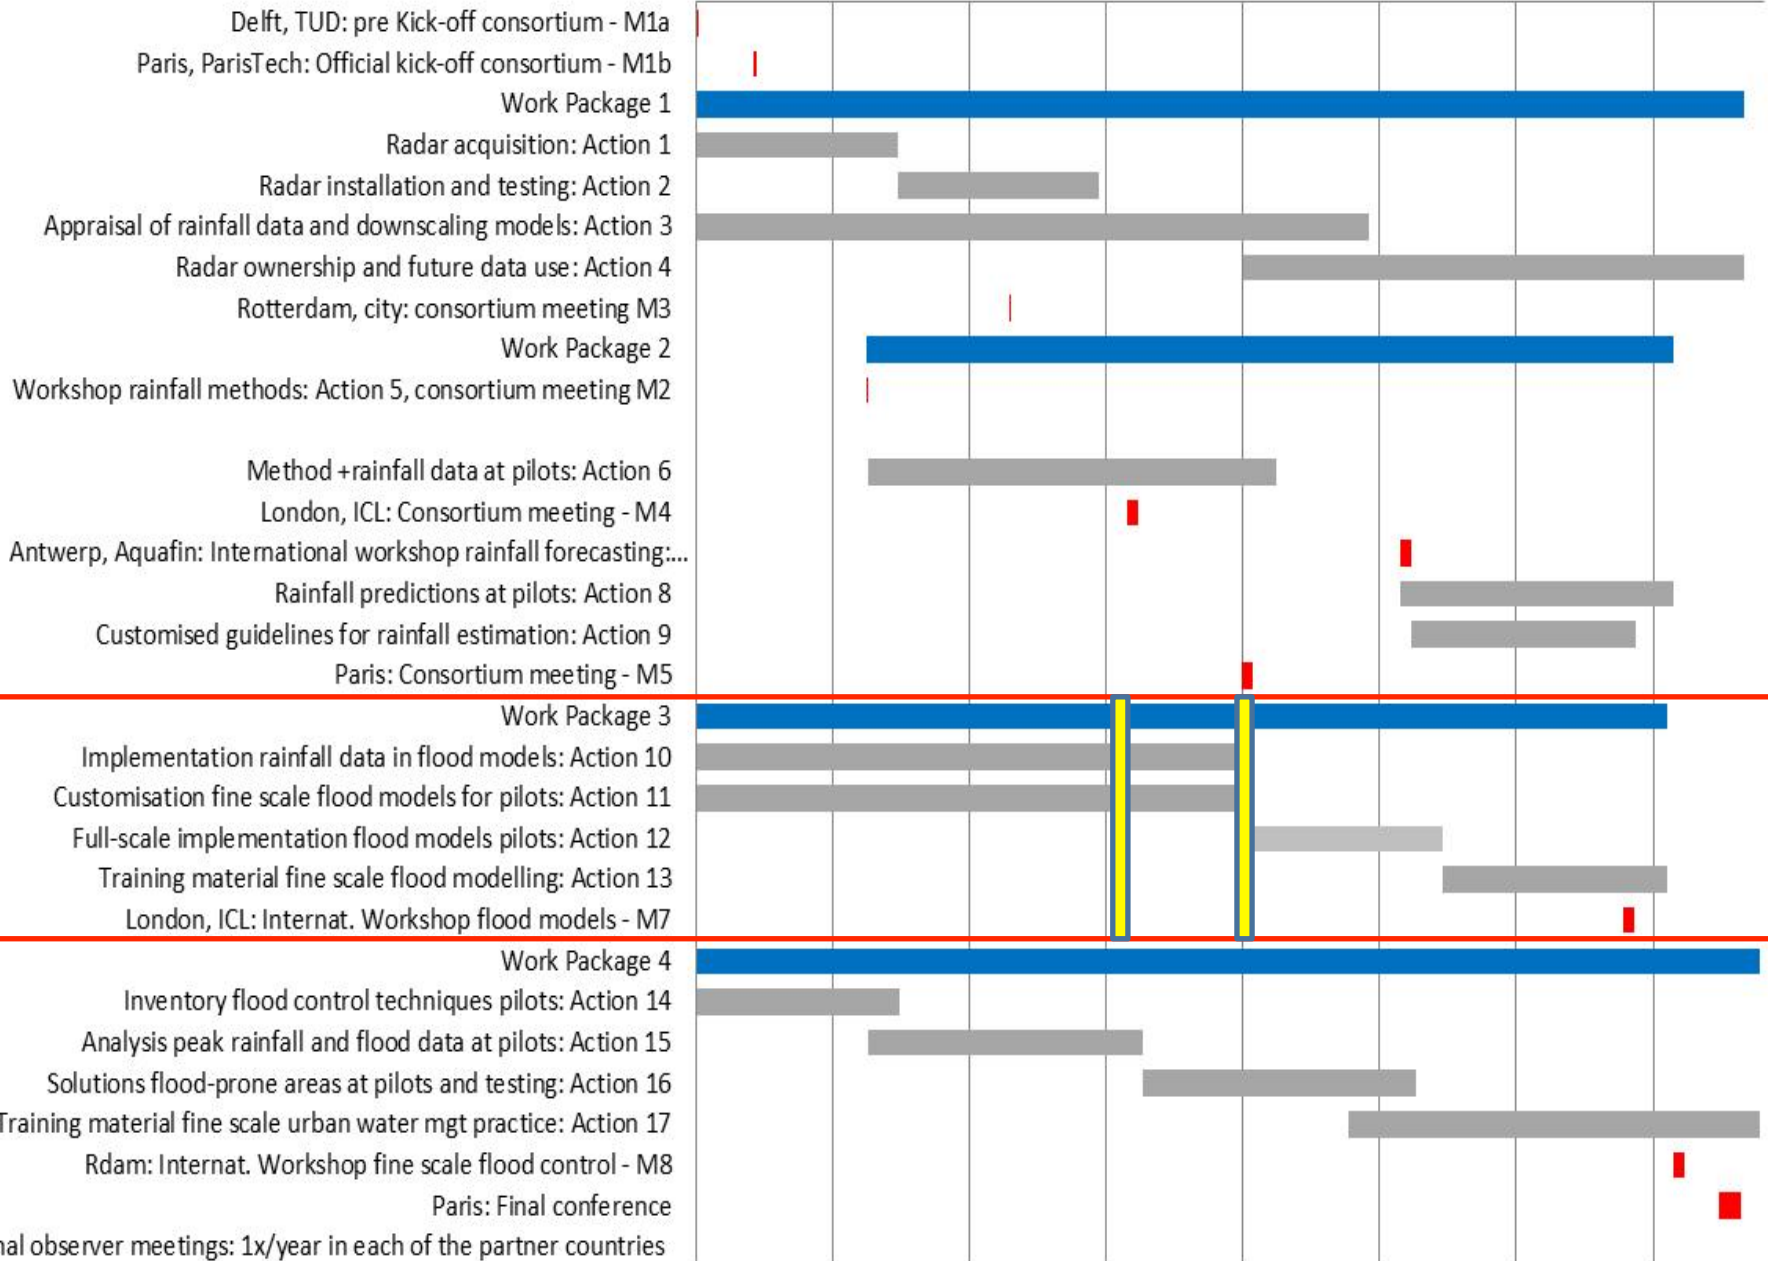 Delft, TUD: pre Kick-off consortium - M1a
Paris, ParisTech: Official kick-off consortium - M1b
Work Package 1
Radar acquisition: Action 1
Radar installation and testing: Action 2
Appraisal of rainfall data and downscaling models: Action 3
Radar ownership and future data use: Action 4
Rotterdam, city: consortium meeting M3
Work Package 2
Workshop rainfall methods: Action 5, consortium meeting M2
Method +rainfall data at pilots: Action 6
London, ICL: Consortium meeting - M4
Antwerp, Aquafin: International workshop rainfall forecasting:...
Rainfall predictions at pilots: Action 8
Customised guidelines for rainfall estimation: Action 9
Paris: Consortium meeting - M5
Work Package 3
Implementation rainfall data in flood models: Action 10
Customisation fine scale flood models for pilots: Action 11
Full-scale implementation flood models pilots: Action 12
Training material fine scale flood modelling: Action 13
London, ICL: Internat. Workshop flood models - M7
Work Package 4
Inventory flood control techniques pilots: Action 14
Analysis peak rainfall and flood data at pilots: Action 15
Solutions flood-prone areas at pilots and testing: Action 16
Training material fine scale urban water mgt practice: Action 17
Rdam: Internat. Workshop fine scale flood control - M8
Paris: Final conference
observer meetings: 1x/year in each of the partner countries